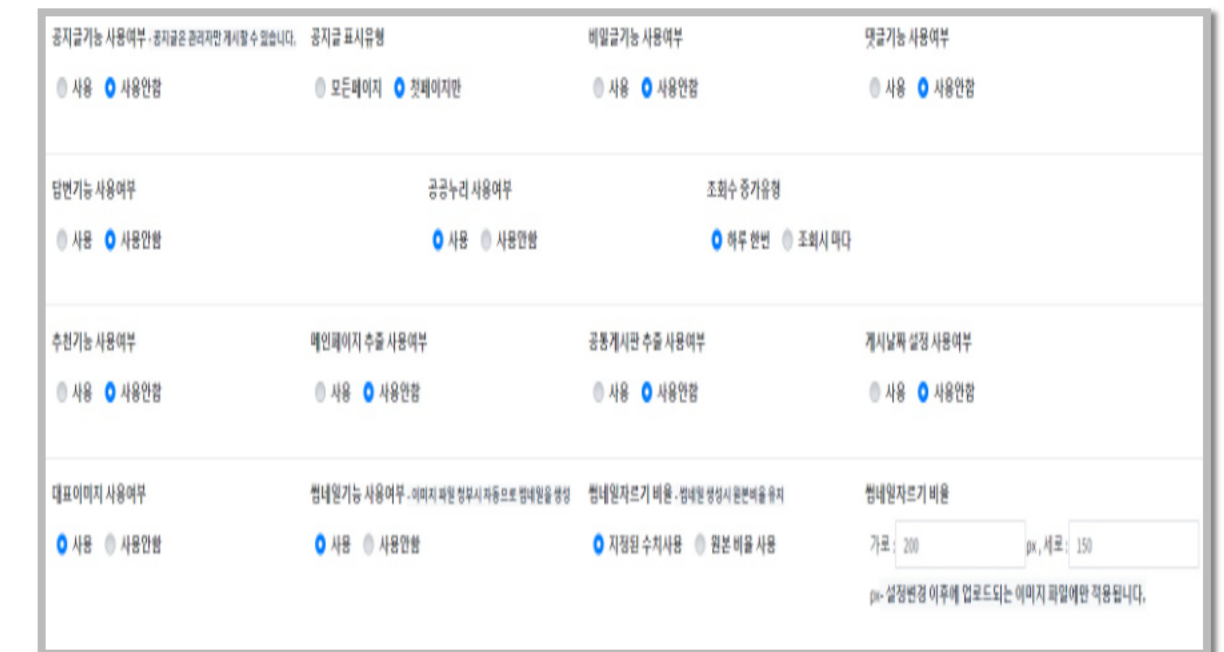 공지글기능 사용여부 - 공지글은 관리자만 게시할 수 있습니다. 공지글 표시유형 비밀글기능 사용여부 댓글기능 사용여부
사용 사용안함 모든페이지 첫페이지만 사용 사용안함 사용 사용안함
답변기능 사용여부 공공누리 사용여부 조회수 증가유형
사용 사용안함 사용 사용안함 하루 한번 조회시 마다
추천기능 사용여부 메인페이지 추출 사용여부 공통게시판 추출 사용여부 게시날짜 설정 사용여부
사용 사용안함 사용 사용안함 사용 사용안함 사용 사용안함
대표이미지 사용여부 썸네일기능 사용여부 - 이미지 파일 첨부시 자동으로 썸네일을 생성 썸네일자르기 비율 - 썸네일 생성시 원본비율 유지 썸네일자르기 비율
사용 사용안함 사용 사용안함 지정된 수치사용 원본 비율 사용 가로 : 200 px , 세로 : 150
px- 설정변경 이후에 업로드되는 이미지 파일에만 적용됩니다.